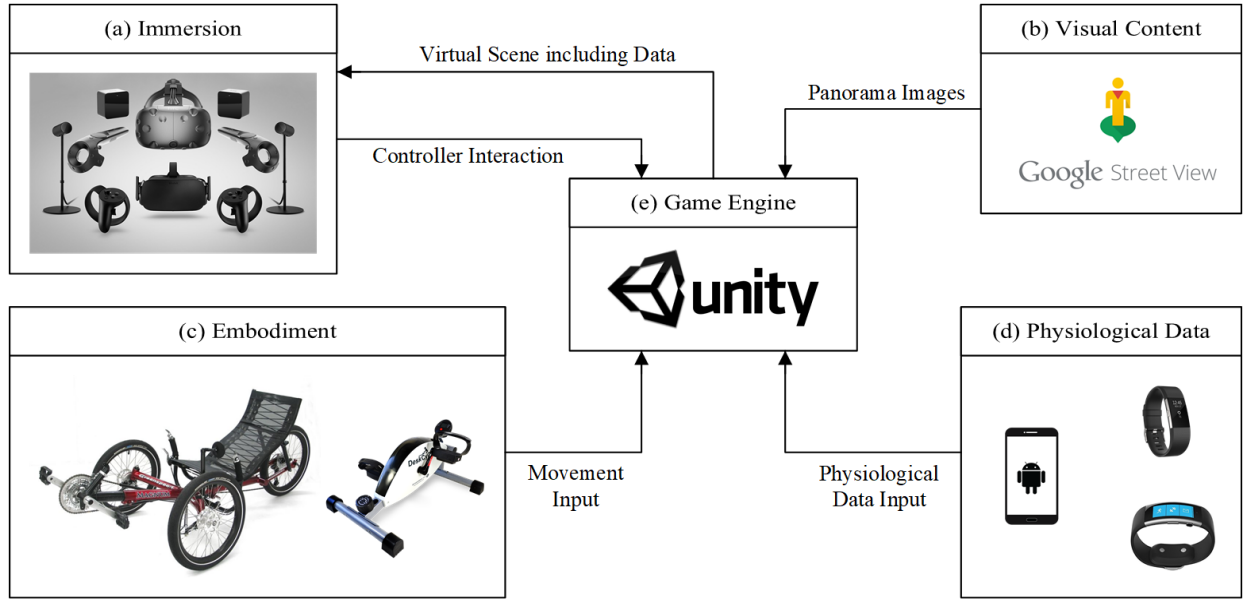 (a) Immersion
Virtual Scene including Data
Controller Interaction
(b) Visual Content
Panorama Images
Google Street View
(e) Game Engine
unity
(c) Embodiment
Movement
Input
(d) Physiological Data
Physiological
Data Input